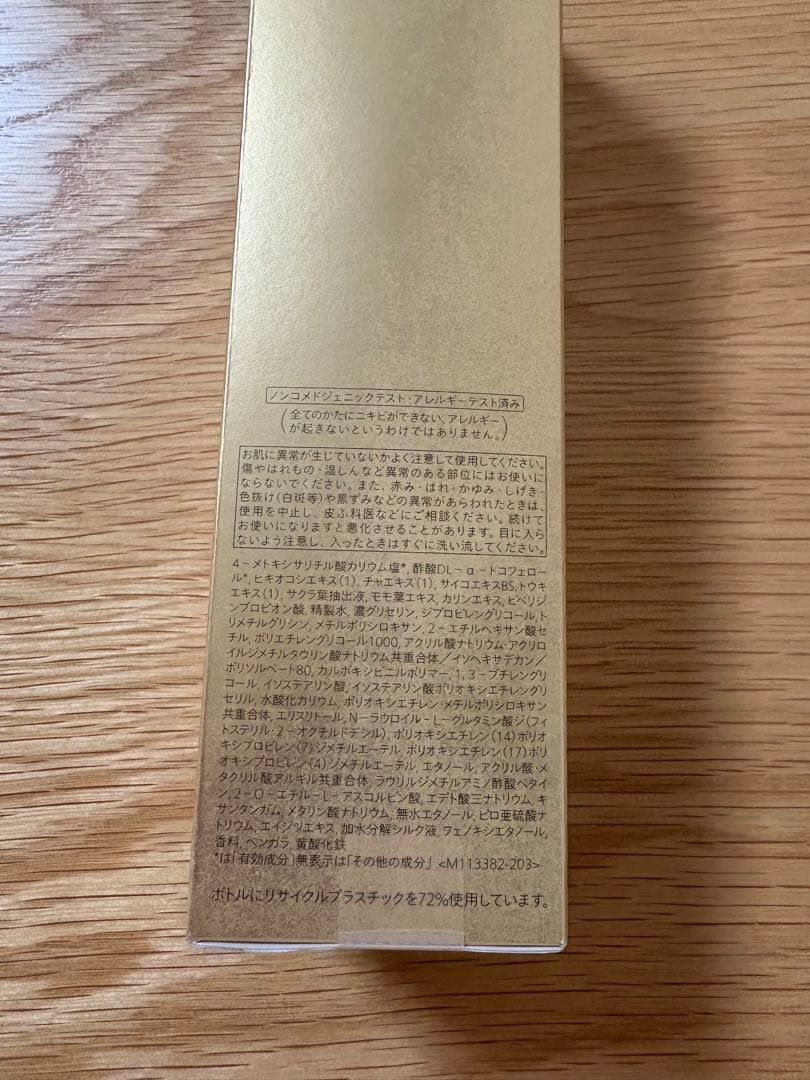 ノンコメドジェニックテスト・アレルギーテスト済み
(全てのかたにニキビができない、アレルギー
が起きないというわけではありません。)
お肌に異常が生じていないかよく注意して使用してください。
傷やはれもの・湿しんなど異常のある部位にはお使いに
ならないでください。また、赤み・はれ・かゆみ・しげき・
色抜け(白斑等)や黒ずみなどの異常があらわれたときは、
使用を中止し、皮ふ科医などにご相談ください。続けて
お使いになりますと悪化させることがあります。目に入ら
ないよう注意し、入ったときはすぐに洗い流してください。
4-メトキシサリチル酸カリウム塩*, 酢酸DL-α-トコフェロ
ール*, ヒキオコシエキス(1), チャエキス(1), サイコエキスBS, トウキ
エキス(1), サクラ葉抽出液, モモ葉エキス, カリンエキス, ピペリジ
ンプロピオン酸, 精製水, 濃グリセリン, ジプロピレングリコール, ト
リメチルグリシン, メチルポリシロキサン, 2-エチルヘキサン酸セ
チル, ポリエチレングリコール1000, アクリル酸ナトリウム・アクリロ
イルジメチルタウリン酸ナトリウム共重合体/イソヘキサデカン/
ポリソルベート80, カルボキシビニルポリマー, 1, 3-ブチレングリ
コール, イソステアリン酸, イソステアリン酸ポリオキシエチレングリ
セリル, 水酸化カリウム, ポリオキシエチレン・メチルポリシロキサン
共重合体, エリスリトール, N-ラウロイル-L-グルタミン酸ジ(フィ
トステリル・2-オクチルドデシル), ポリオキシエチレン(14)ポリオ
キシプロピレン(7)ジメチルエーテル, ポリオキシエチレン(17)ポリ
オキシプロピレン(4)ジメチルエーテル, エタノール, アクリル酸・メ
タクリル酸アルキル共重合体, ラウリルジメチルアミノ酢酸ベタイ
ン, 2-O-エチル-L-アスコルビン酸, エデト酸三ナトリウム, キ
サンタンガム, メタリン酸ナトリウム, 無水エタノール, ピロ亜硫酸ナ
トリウム, エイジツエキス, 加水分解シルク液, フェノキシエタノール,
香料, ベンガラ, 黄酸化鉄
*は「有効成分」無表示は「その他の成分」 <M113382-203>
ボトルにリサイクルプラスチックを72%使用しています。